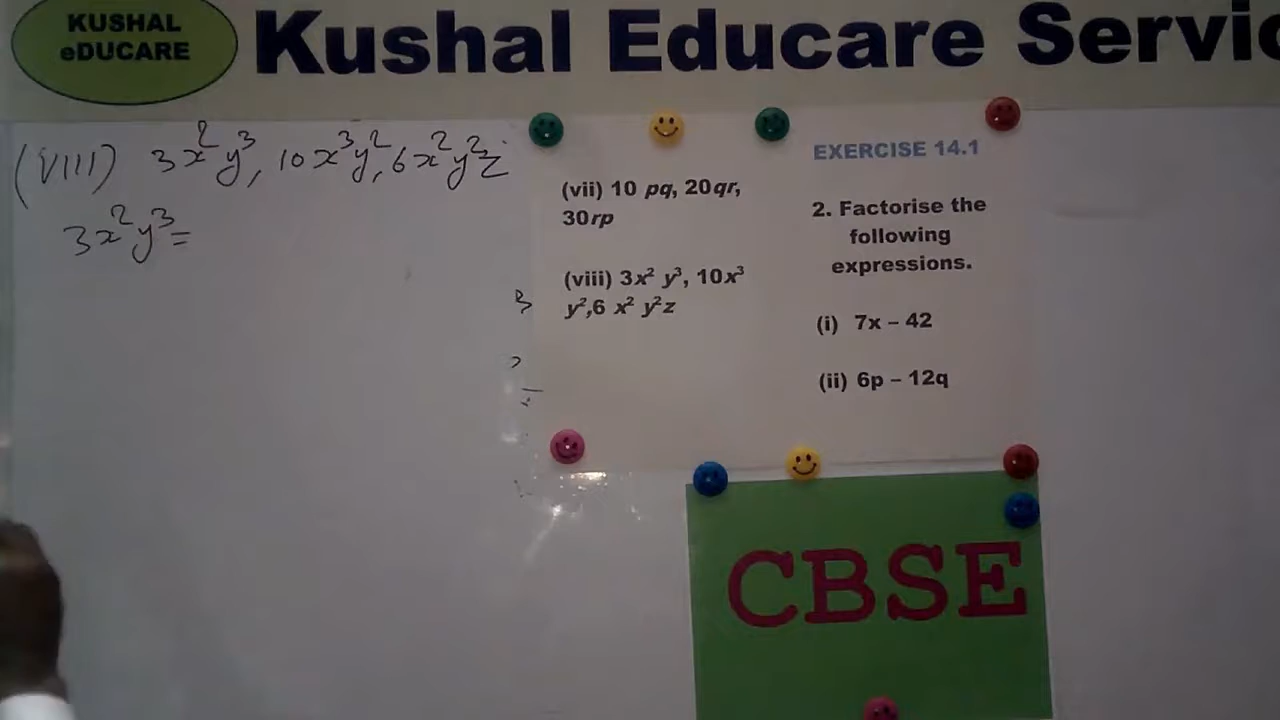 KUSHAL
eDUCARE
Kushal Educare Servic
(VIII) 3x²y³, 10x³y², 6x²y²z
3x²y³ =
(vii) 10 pq, 20qr,
30rp
(viii) 3x² y³, 10x³
y²,6 x² y²z
EXERCISE 14.1
2. Factorise the
following
expressions.
(i) 7x – 42
(ii) 6p – 12q
CBSE